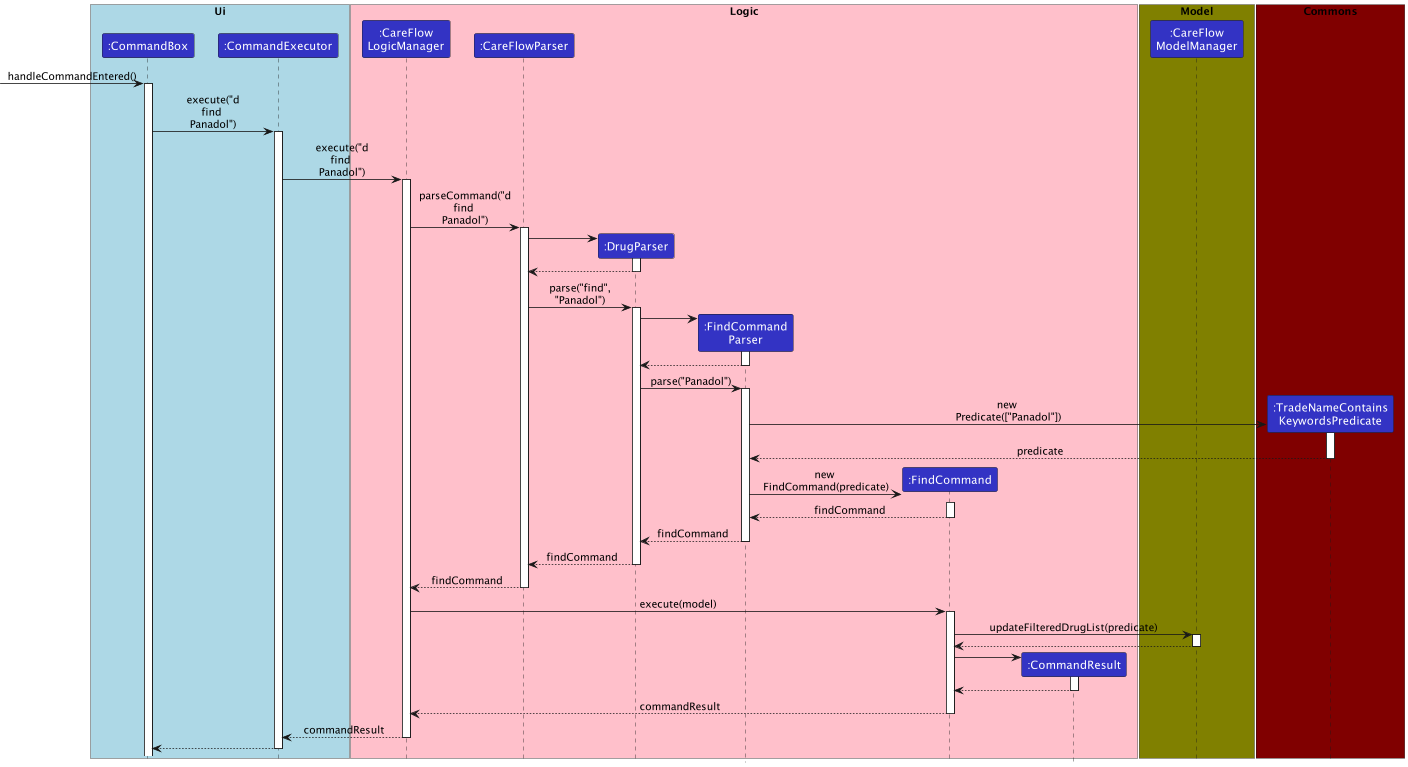 Ui
Logic
Model
Commons
:CommandBox
:CommandExecutor
:CareFlow
LogicManager
:CareFlowParser
:CareFlow
ModelManager
handleCommandEntered()
execute("d
find
Panadol")
execute("d
find
Panadol")
parseCommand("d
find
Panadol")
:DrugParser
parse("find",
"Panadol")
:FindCommand
Parser
parse("Panadol")
new
Predicate(["Panadol"])
:TradeNameContains
KeywordsPredicate
predicate
new
FindCommand(predicate)
:FindCommand
findCommand
findCommand
findCommand
findCommand
execute(model)
updateFilteredDrugList(predicate)
:CommandResult
commandResult
commandResult